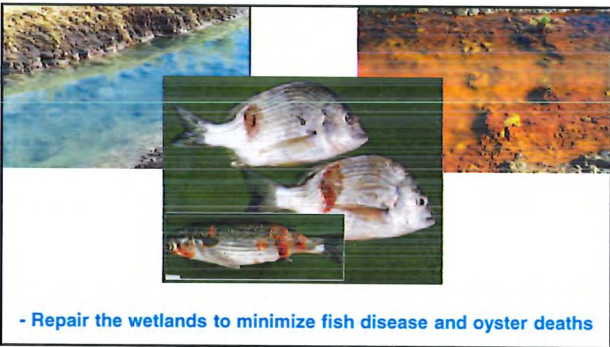 - Repair the wetlands to minimize fish disease and oyster deaths